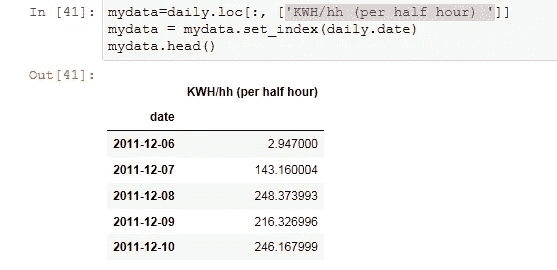 In [41]: mydata=daily.loc[:, ['KWH/hh (per half hour) ']]
mydata = mydata.set_index(daily.date)
mydata.head()
Out[41]:
KWH/hh (per half hour)
date
2011-12-06 2.947000
2011-12-07 143.160004
2011-12-08 248.373993
2011-12-09 216.326996
2011-12-10 246.167999